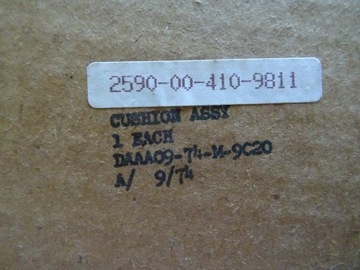 2590-00-410-9811
CUSHION ASSY
1 EACH
DAAA09-74-M-9C20
A/ 9/74